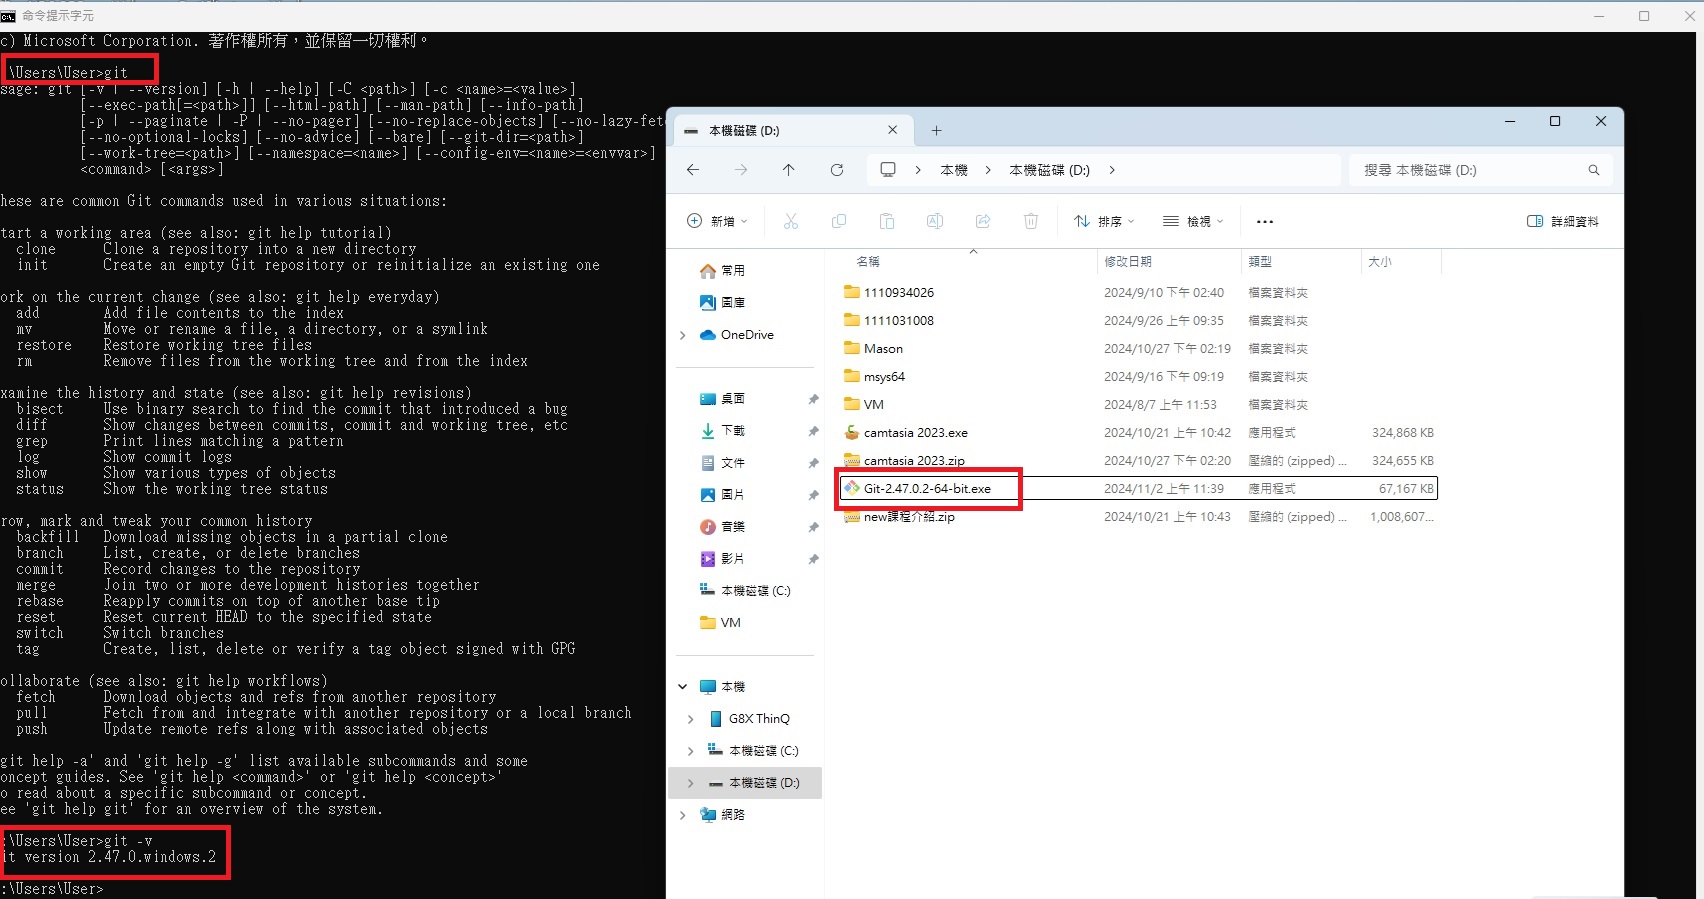 命令提示字元
c) Microsoft Corporation. 著作權所有，並保留一切權利。
\Users\User>git
sage: git [-v | --version] [-h | --help] [-C <path>] [-c <name>=<value>]
[--exec-path[=<path>]] [--html-path] [--man-path] [--info-path]
[-p | --paginate | -P | --no-pager] [--no-replace-objects] [--no-lazy-fet
[--no-optional-locks] [--no-advice] [--bare] [--git-dir=<path>]
[--work-tree=<path>] [--namespace=<name>] [--config-env=<name>=<envvar>]
<command> [<args>]
hese are common Git commands used in various situations:
tart a working area (see also: git help tutorial)
clone Clone a repository into a new directory
init Create an empty Git repository or reinitialize an existing one
ork on the current change (see also: git help everyday)
add Add file contents to the index
mv Move or rename a file, a directory, or a symlink
restore Restore working tree files
rm Remove files from the working tree and from the index
xamine the history and state (see also: git help revisions)
bisect Use binary search to find the commit that introduced a bug
diff Show changes between commits, commit and working tree, etc
grep Print lines matching a pattern
log Show commit logs
show Show various types of objects
status Show the working tree status
row, mark and tweak your common history
backfill Download missing objects in a partial clone
branch List, create, or delete branches
commit Record changes to the repository
merge Join two or more development histories together
rebase Reapply commits on top of another base tip
reset Reset current HEAD to the specified state
switch Switch branches
tag Create, list, delete or verify a tag object signed with GPG
ollaborate (see also: git help workflows)
fetch Download objects and refs from another repository
pull Fetch from and integrate with another repository or a local branch
push Update remote refs along with associated objects
git help -a' and 'git help -g' list available subcommands and some
oncept guides. See 'git help <command>' or 'git help <concept>'
o read about a specific subcommand or concept.
ee 'git help git' for an overview of the system.
:\Users\User>git -v
it version 2.47.0.windows.2
:\Users\User>
本機磁碟 (D:)
本機 > 本機磁碟 (D:) >
搜尋 本機磁碟 (D:)
新增 排序 檢視 ... 詳細資料
名稱 修改日期 類型 大小
常用
圖庫
OneDrive
桌面
下載
文件
圖片
音樂
影片
本機磁碟 (C:)
VM
本機
G8X ThinQ
本機磁碟 (C:)
本機磁碟 (D:)
網路
1110934026 2024/9/10 下午 02:40 檔案資料夾
1111031008 2024/9/26 上午 09:35 檔案資料夾
Mason 2024/10/27 下午 02:19 檔案資料夾
msys64 2024/9/16 下午 09:19 檔案資料夾
VM 2024/8/7 上午 11:53 檔案資料夾
camtasia 2023.exe 2024/10/21 上午 10:42 應用程式 324,868 KB
camtasia 2023.zip 2024/10/27 下午 02:20 壓縮的 (zipped) ... 324,655 KB
Git-2.47.0.2-64-bit.exe 2024/11/2 上午 11:39 應用程式 67,167 KB
new課程介紹.zip 2024/10/21 上午 10:43 壓縮的 (zipped) ... 1,008,607...